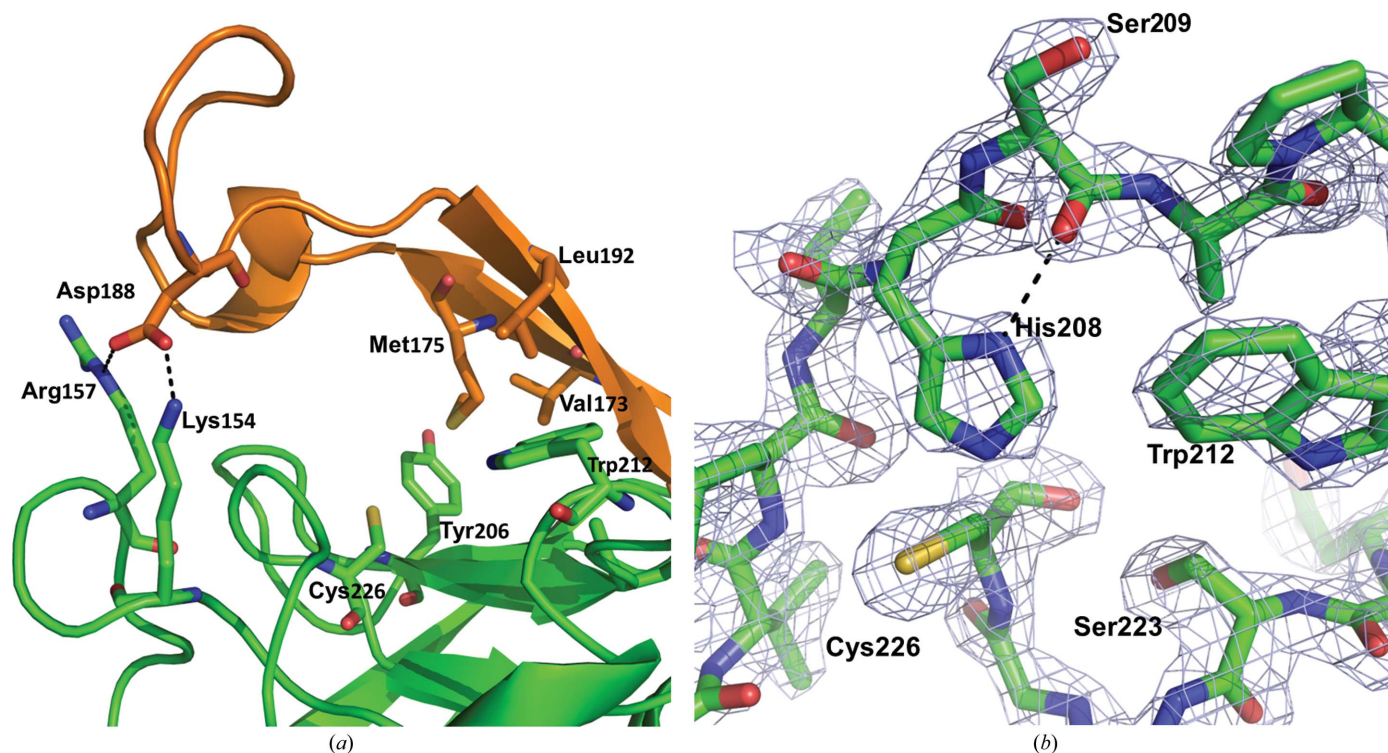 Asp188
Leu192
Met175
Arg157
Val173
Lys154
Trp212
Tyr206
Cys226
(a)
Ser209
His208
Trp212
Ser223
Cys226
(b)